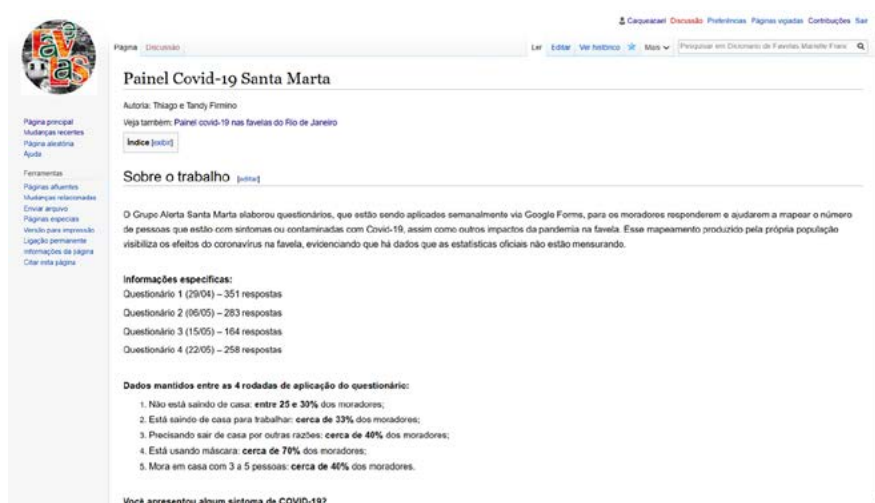 Caquearael Discussão Preferências Páginas vigiadas Contribuições Sair
FAVELAS
Página Discussão
Ler Editar Ver histórico Mais
Pesquisar em Dicionário de Favelas Marielle Franc
Painel Covid-19 Santa Marta
Autoria: Thiago e Tandy Firmino
Veja também: Painel covid-19 nas favelas do Rio de Janeiro
Índice [exibir]
Página principal
Mudanças recentes
Página aleatória
Ajuda
Ferramentas
Páginas afluentes
Mudanças relacionadas
Enviar arquivo
Páginas especiais
Versão para impressão
Ligação permanente
Informações da página
Citar esta página
Sobre o trabalho [editar]
O Grupo Alerta Santa Marta elaborou questionários, que estão sendo aplicados semanalmente via Google Forms, para os moradores responderem e ajudarem a mapear o número
de pessoas que estão com sintomas ou contaminadas com Covid-19, assim como outros impactos da pandemia na favela. Esse mapeamento produzido pela própria população
visibiliza os efeitos do coronavírus na favela, evidenciando que há dados que as estatísticas oficiais não estão mensurando.
Informações específicas:
Questionário 1 (29/04) – 351 respostas
Questionário 2 (06/05) – 283 respostas
Questionário 3 (15/05) – 164 respostas
Questionário 4 (22/05) – 258 respostas
Dados mantidos entre as 4 rodadas de aplicação do questionário:
1. Não está saindo de casa: entre 25 e 30% dos moradores;
2. Está saindo de casa para trabalhar: cerca de 33% dos moradores;
3. Precisando sair de casa por outras razões: cerca de 40% dos moradores;
4. Está usando máscara: cerca de 70% dos moradores;
5. Mora em casa com 3 a 5 pessoas: cerca de 46% dos moradores.
Você apresentou algum sintoma de COVID-19?